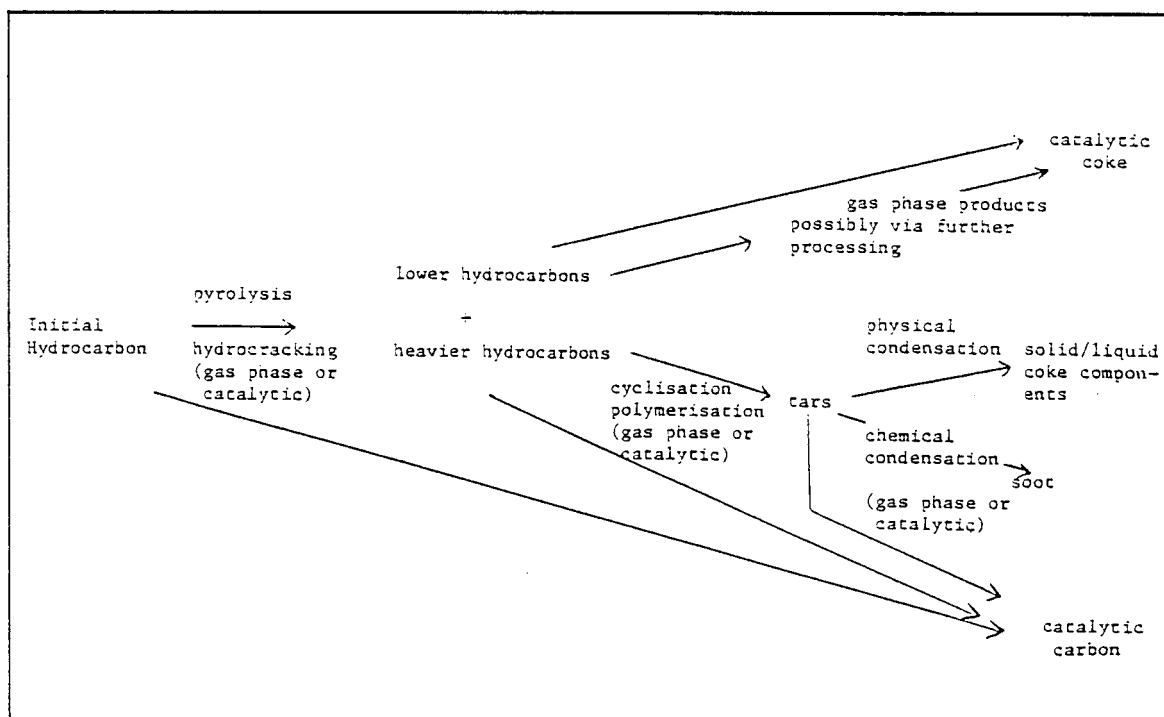 catalytic
coke
gas phase products
possibly via further
processing
lower hydrocarbons
+
heavier hydrocarbons
pyrolysis
Initial
Hydrocarbon
hydrocracking
(gas phase or
catalytic)
cyclisation
polymerisation
(gas phase or
catalytic)
tars
physical
condensation
solid/liquid
coke compon-
ents
chemical
condensation
soot
(gas phase or
catalytic)
catalytic
carbon